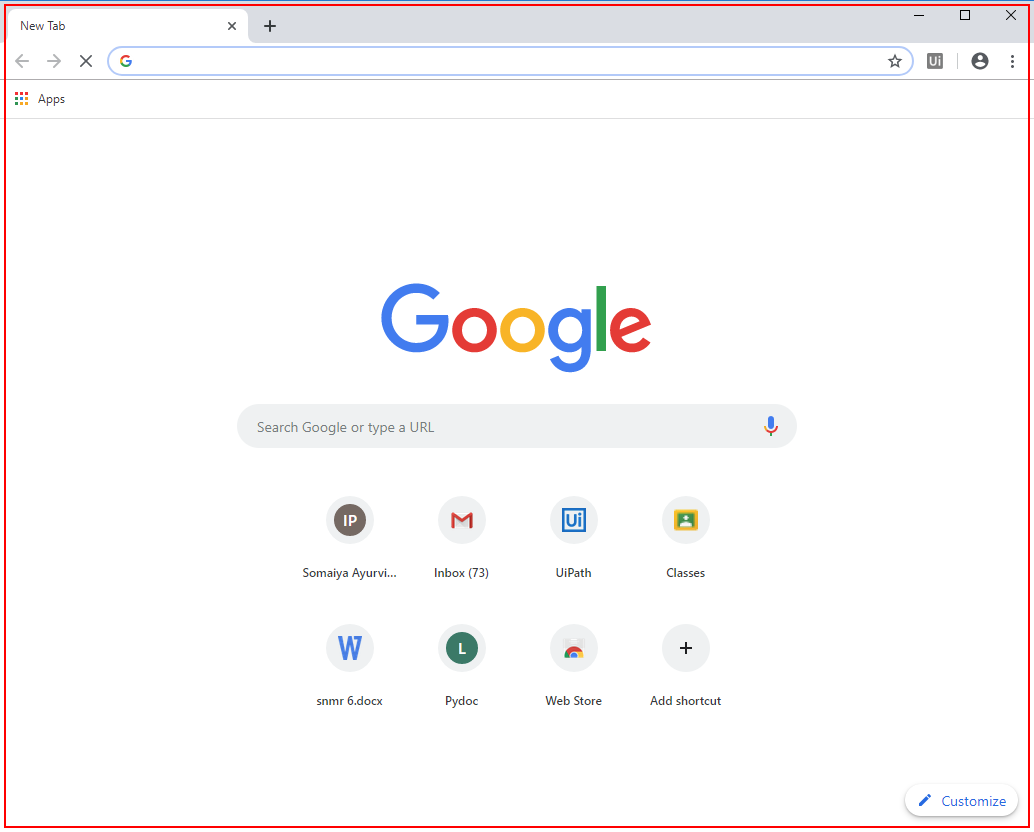 New Tab
Ui
Apps
Google
Search Google or type a URL
IP
Ui
Somaiya Ayurvi...
Inbox (73)
UiPath
Classes
W
L
snmr 6.docx
Pydoc
Web Store
Add shortcut
Customize